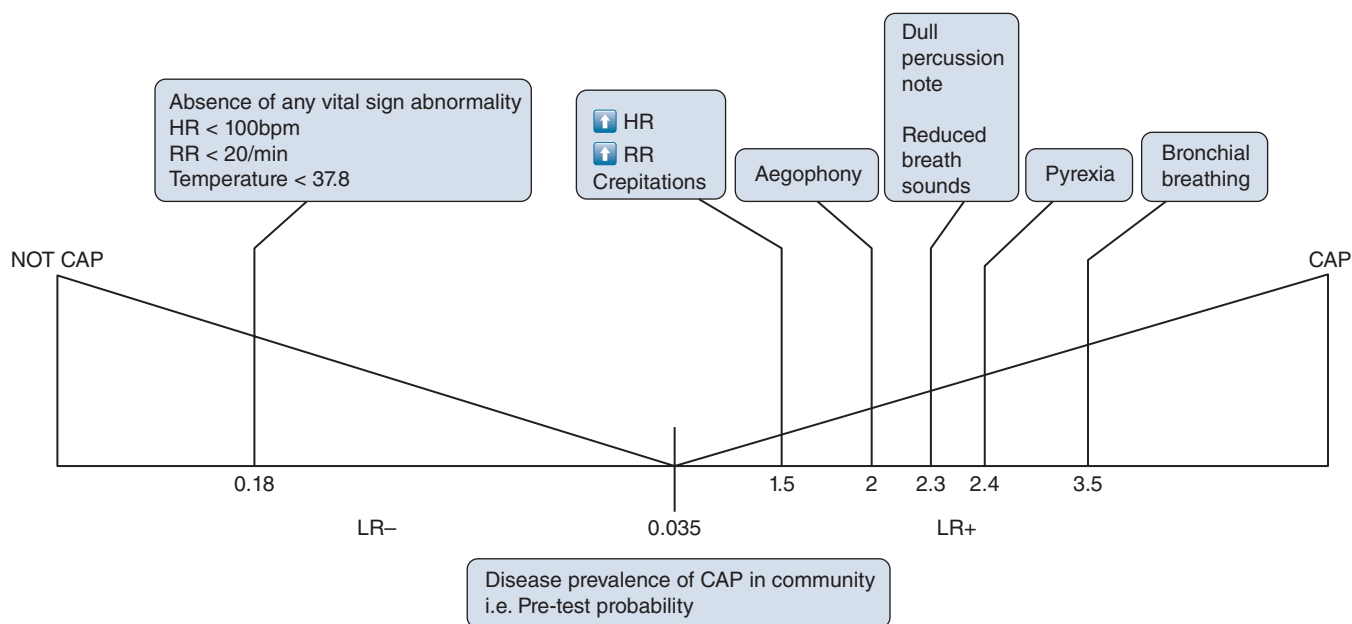 Absence of any vital sign abnormality
HR < 100bpm
RR < 20/min
Temperature < 37.8
⬆ HR
⬆ RR
Crepitations
Aegophony
Dull
percussion
note
Reduced
breath
sounds
Pyrexia
Bronchial
breathing
NOT CAP
CAP
0.18
1.5
2
2.3
2.4
3.5
LR–
0.035
LR+
Disease prevalence of CAP in community
i.e. Pre-test probability